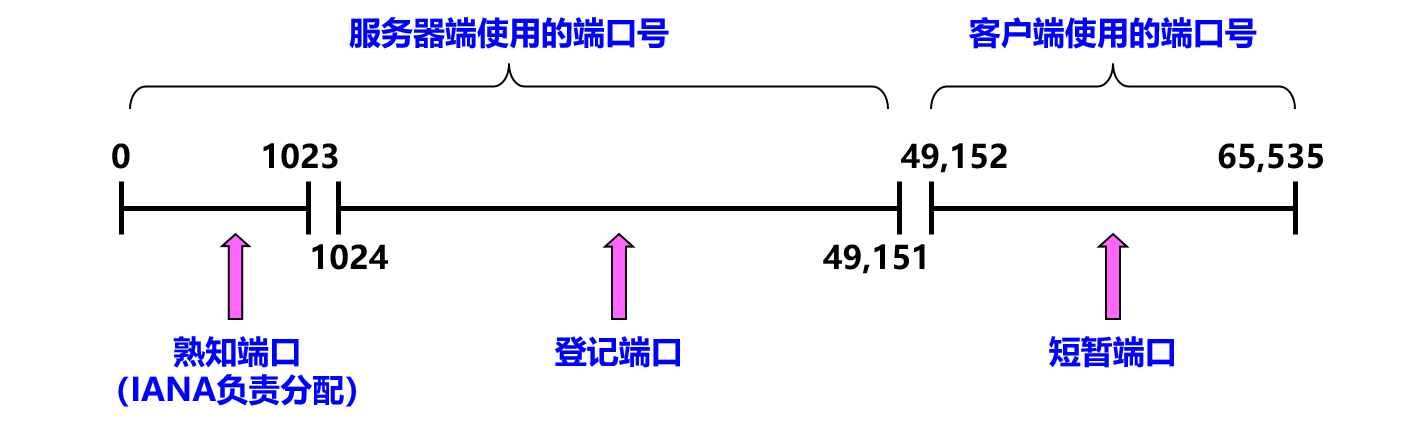 服务器端使用的端口号
客户端使用的端口号
0
1023
49,152
65,535
1024
49,151
熟知端口
（IANA负责分配）
登记端口
短暂端口